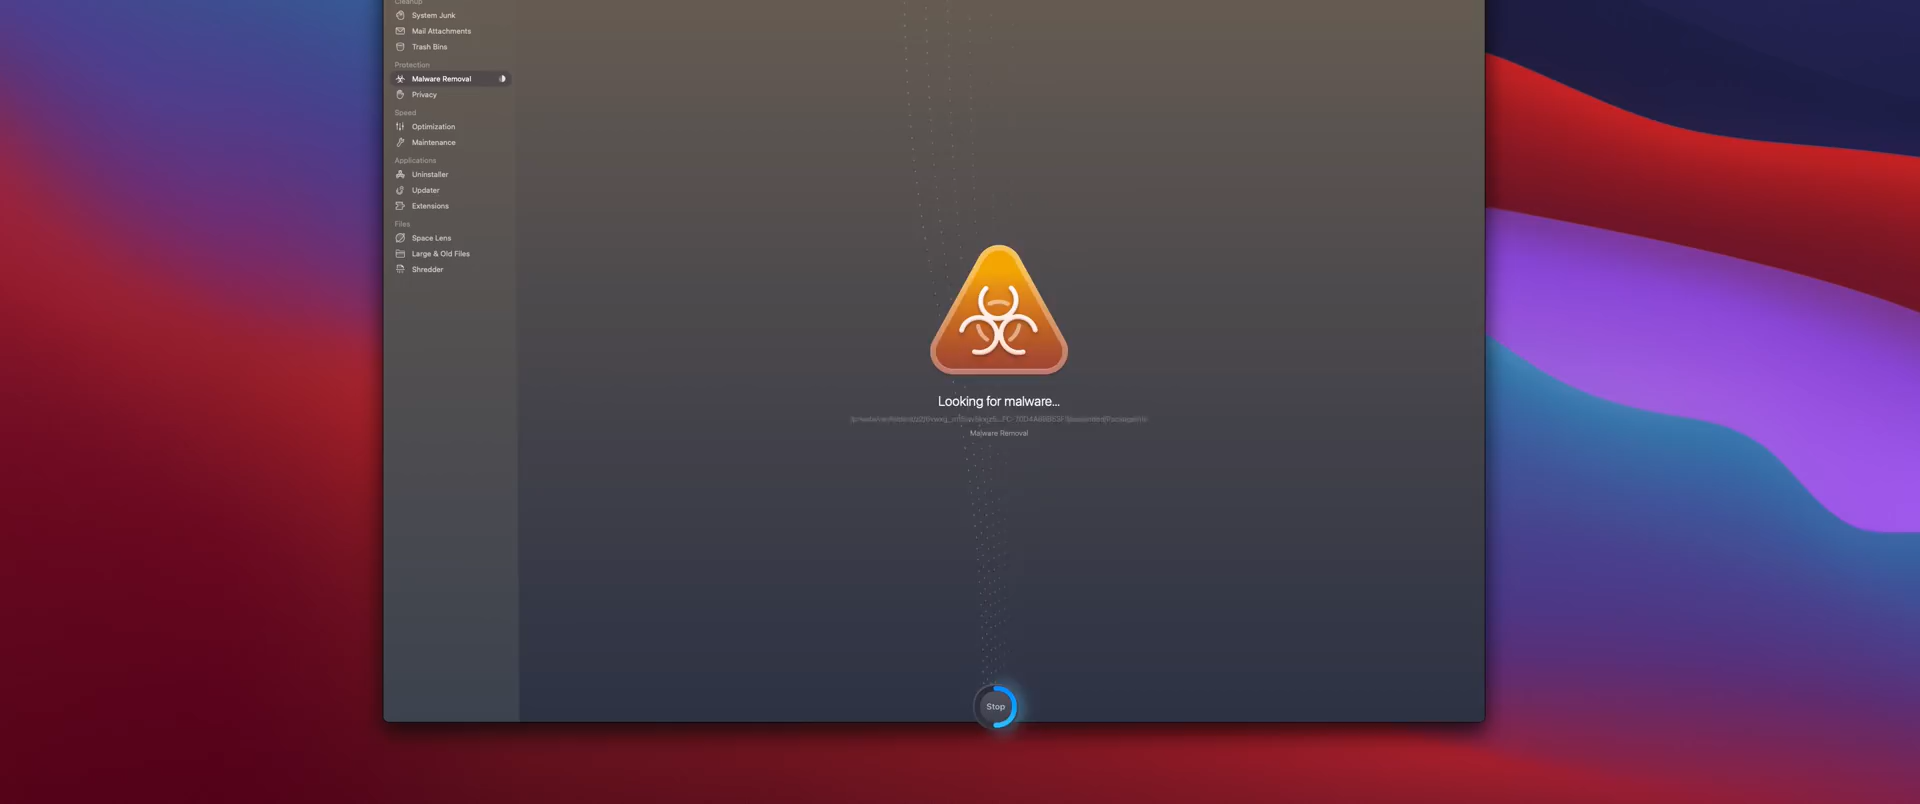 Cleanup
System Junk
Mail Attachments
Trash Bins
Protection
Malware Removal
Privacy
Speed
Optimization
Maintenance
Applications
Uninstaller
Updater
Extensions
Files
Space Lens
Large & Old Files
Shredder
Looking for malware...
Malware Removal
Stop